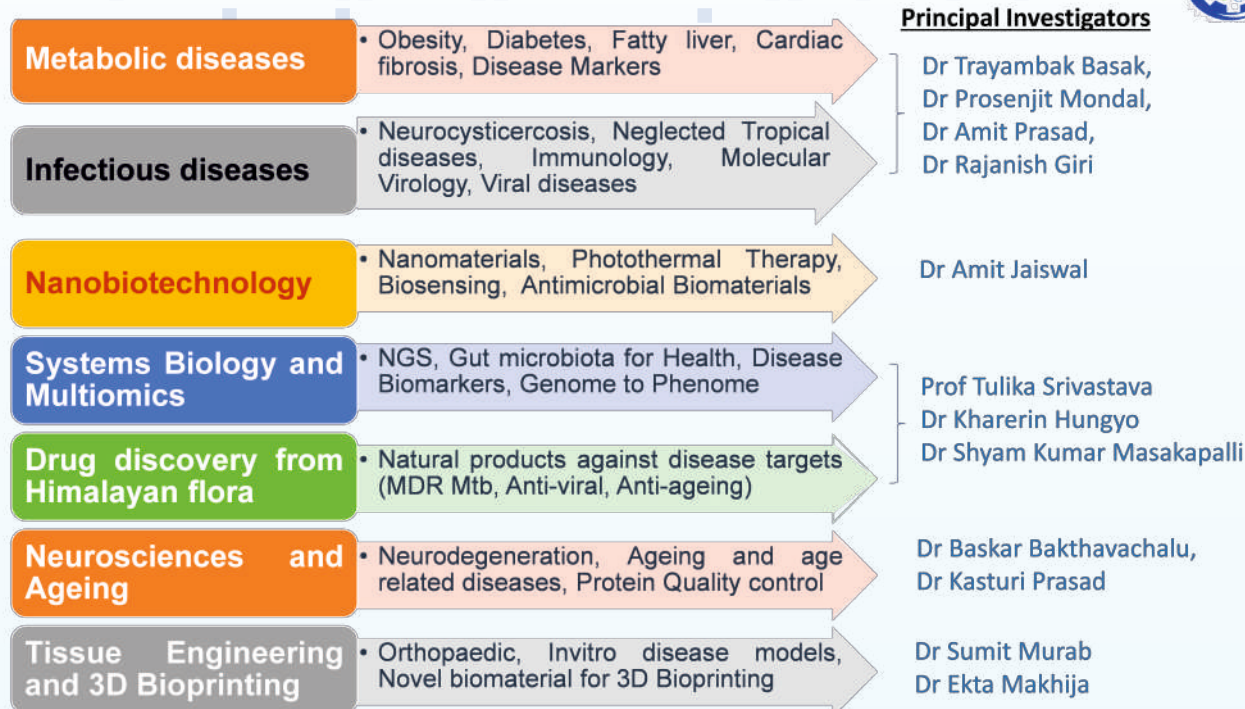 Principal Investigators
Metabolic diseases
• Obesity, Diabetes, Fatty liver, Cardiac
fibrosis, Disease Markers
Dr Trayambak Basak,
Dr Prosenjit Mondal,
Dr Amit Prasad,
Dr Rajanish Giri
Infectious diseases
• Neurocysticercosis, Neglected Tropical
diseases, Immunology, Molecular
Virology, Viral diseases
Nanobiotechnology
• Nanomaterials, Photothermal Therapy,
Biosensing, Antimicrobial Biomaterials
Dr Amit Jaiswal
Systems Biology and
Multiomics
• NGS, Gut microbiota for Health, Disease
Biomarkers, Genome to Phenome
Prof Tulika Srivastava
Dr Kharerin Hungyo
Dr Shyam Kumar Masakapalli
Drug discovery from
Himalayan flora
• Natural products against disease targets
(MDR Mtb, Anti-viral, Anti-ageing)
Neurosciences and
Ageing
• Neurodegeneration, Ageing and age
related diseases, Protein Quality control
Dr Baskar Bakthavachalu,
Dr Kasturi Prasad
Tissue Engineering
and 3D Bioprinting
• Orthopaedic, Invitro disease models,
Novel biomaterial for 3D Bioprinting
Dr Sumit Murab
Dr Ekta Makhija